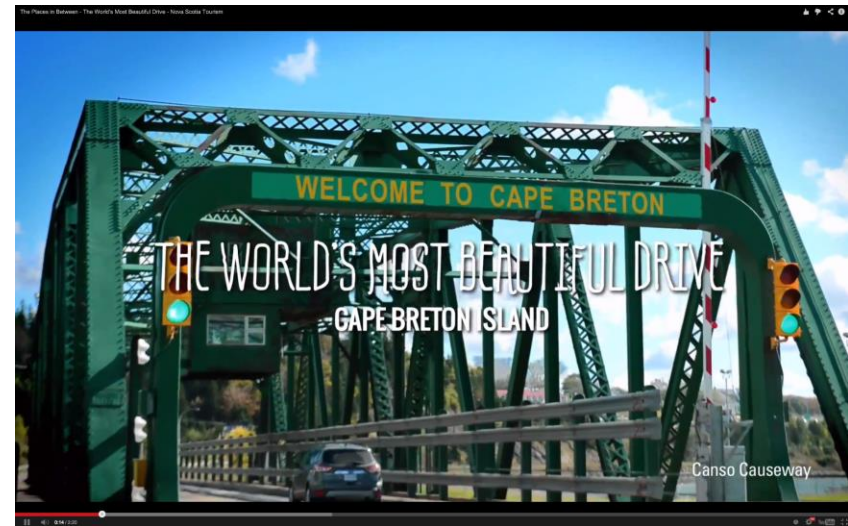 The Places in Between - The World's Most Beautiful Drive - Nova Scotia Tourism
WELCOME TO CAPE BRETON
THE WORLD'S MOST BEAUTIFUL DRIVE
-CAPE BRETON ISLAND
Canso Causeway
0:14 / 2:20